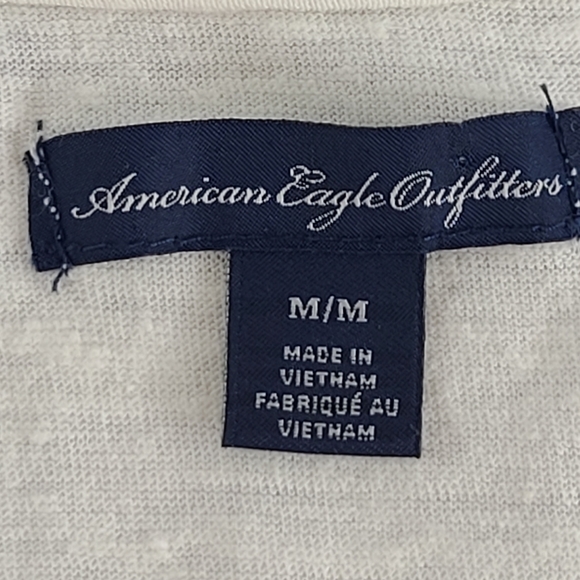 American Eagle Outfitters
M/M
MADE IN
VIETNAM
FABRIQUÉ AU
VIETNAM